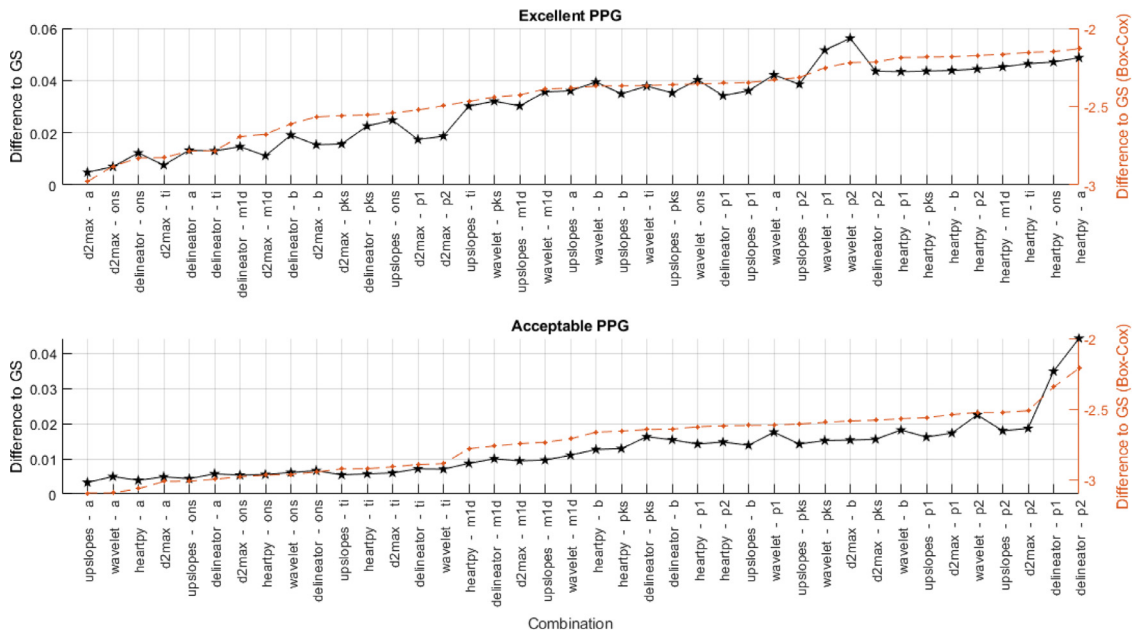 Excellent PPG
Difference to GS
0.06
0.04
0.02
0
-2
-2.5
-3
Difference to GS (Box-Cox)
d2max - a
d2max - ons
delineator - ons
d2max - ti
delineator - a
delineator - ti
delineator - m1d
d2max - m1d
delineator - b
d2max - b
d2max - pks
delineator - pks
upslopes - ons
d2max - p1
d2max - p2
upslopes - ti
wavelet - pks
upslopes - m1d
wavelet - m1d
upslopes - a
wavelet - b
upslopes - b
wavelet - ti
upslopes - pks
wavelet - ons
delineator - p1
upslopes - p1
wavelet - a
upslopes - p2
wavelet - p1
wavelet - p2
delineator - p2
heartpy - p1
heartpy - pks
heartpy - b
heartpy - p2
heartpy - m1d
heartpy - ti
heartpy - ons
heartpy - a
Acceptable PPG
Difference to GS
0.04
0.03
0.02
0.01
0
-2
-2.5
-3
Difference to GS (Box-Cox)
upslopes - a
wavelet - a
heartpy - a
d2max - a
upslopes - ons
delineator - a
d2max - ons
heartpy - ons
wavelet - ons
delineator - ons
upslopes - ti
heartpy - ti
d2max - ti
delineator - ti
wavelet - ti
heartpy - m1d
delineator - m1d
d2max - m1d
upslopes - m1d
wavelet - m1d
heartpy - b
heartpy - pks
delineator - pks
delineator - b
heartpy - p1
heartpy - p2
upslopes - b
wavelet - p1
upslopes - pks
wavelet - pks
d2max - b
d2max - pks
wavelet - b
upslopes - p1
d2max - p1
wavelet - p2
upslopes - p2
d2max - p2
delineator - p1
delineator - p2
Combination